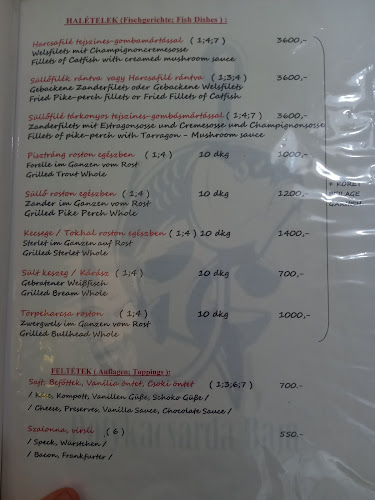 HALÉTELEK (Fischgerichte; Fish Dishes ) :
Harcsafilé tejszínes-gombamártással ( 1;4;7 ) 3600,-
Welsfilets mit Champignoncremesosse
Fillets of Catfish with creamed mushroom sauce
Süllőfilék rántva vagy Harcsafilé rántva ( 1;3;4 ) 3600,-
Gebackene Zanderfilets oder Gebackene Welsfilets
Fried Pike-perch fillets or Fried Fillets of Catfish
Süllőfilé tárkonyos tejszínes-gombásmártással ( 1;4;7 ) 3600,-
Zanderfilets mit Estragonsosse und Cremesosse und Champignonsosse
Fillets of pike-perch with Tarragon - Mushroom sauce
Pisztráng roston egészben ( 1;4 ) 10 dkg 1000,-
Forelle im Ganzen vom Rost
Grilled Trout Whole
Süllő roston egészben ( 1;4 ) 10 dkg 1200,-
Zander im Ganzen vom Rost
Grilled Pike Perch Whole
+ KÖRET
GARNISH
Kecsege / Tokhal roston egészben ( 1;4 ) 10 dkg 1400,-
Sterlet im Ganzen auf Rost
Grilled Sterlet Whole
Sült keszeg / Kárász ( 1;4 ) 10 dkg 700,-
Gebratener Weißfisch
Grilled Bream Whole
Törpeharcsa roston ( 1;4 ) 10 dkg 1000,-
Zwergwels im Ganzen vom Rost
Grilled Bullhead Whole
FELTÉTEK ( Auflagen; Toppings ):
Sajt, Befőttek, Vanília öntet, Csoki öntet ( 1;3;6;7 ) 700.-
/ Käse, Kompott, Vanillen Güße, Schoko Güße /
/ Cheese, Preserves, Vanilla Sauce, Chocolate Sauce /
Szalonna, virsli ( 6 ) 550.-
/ Speck, Würstchen /
/ Bacon, Frankfurter /